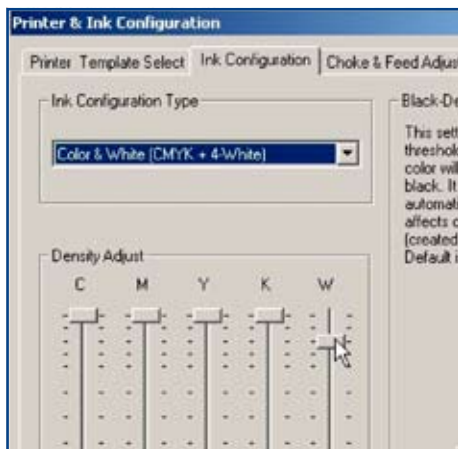 Printer & Ink Configuration
Printer Template Select Ink Configuration Choke & Feed Adjus
Ink Configuration Type
Color & White (CMYK + 4-White)
Black-De
This sett
threshold
color will
black. It
automati
affects o
(created
Default i
Density Adjust
C M Y K W